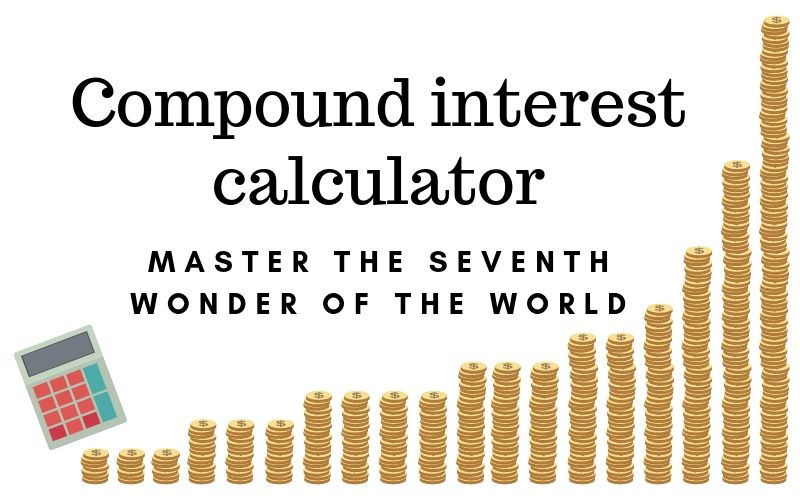 Compound interest
calculator
MASTER THE SEVENTH
WONDER OF THE WORLD